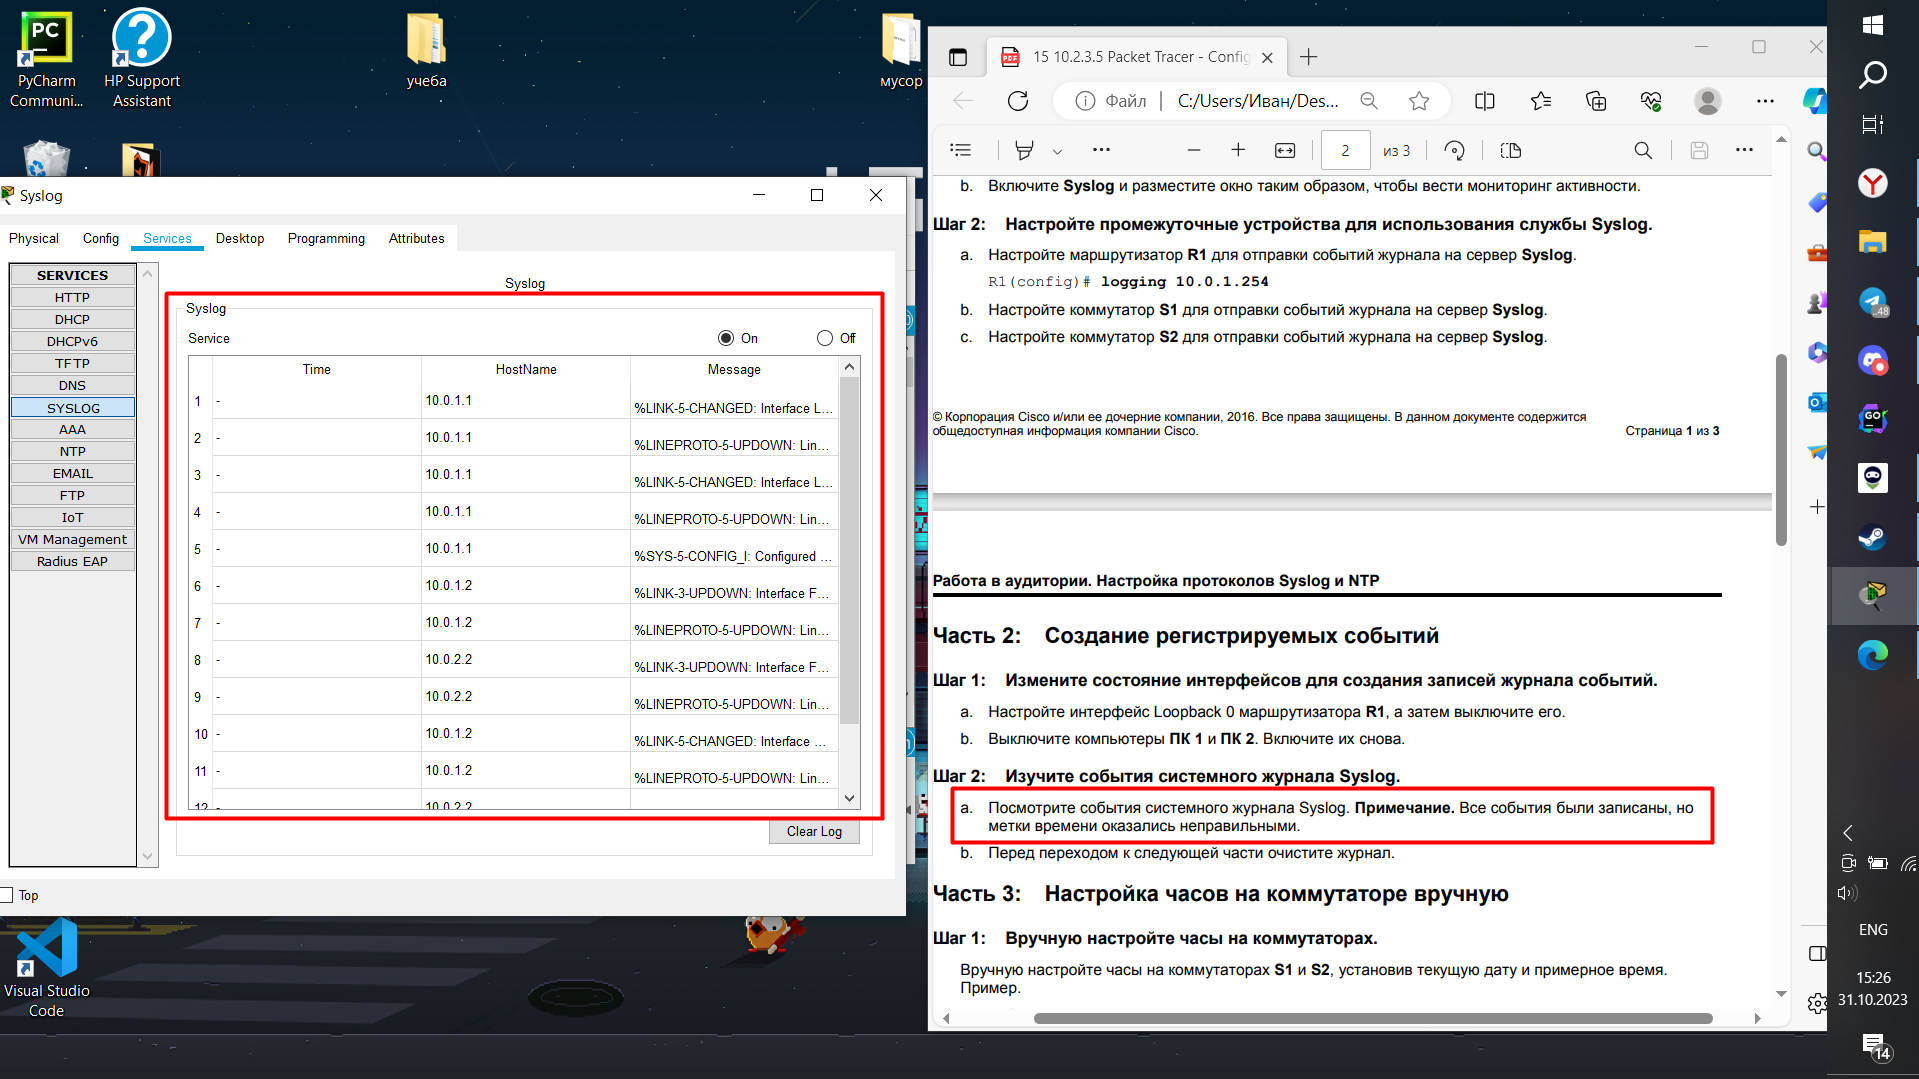 PyCharm
Communi...
HP Support
Assistant
учеба
мусор
Syslog
Physical
Config
Services
Desktop
Programming
Attributes
SERVICES
HTTP
DHCP
DHCPv6
TFTP
DNS
SYSLOG
AAA
NTP
EMAIL
FTP
IoT
VM Management
Radius EAP
Syslog
Syslog
Service
On
Off
Time HostName Message
1 - 10.0.1.1 %LINK-5-CHANGED: Interface L...
2 - 10.0.1.1 %LINEPROTO-5-UPDOWN: Lin...
3 - 10.0.1.1 %LINK-5-CHANGED: Interface L...
4 - 10.0.1.1 %LINEPROTO-5-UPDOWN: Lin...
5 - 10.0.1.1 %SYS-5-CONFIG_I: Configured ...
6 - 10.0.1.2 %LINK-3-UPDOWN: Interface F...
7 - 10.0.1.2 %LINEPROTO-5-UPDOWN: Lin...
8 - 10.0.2.2 %LINK-3-UPDOWN: Interface F...
9 - 10.0.2.2 %LINEPROTO-5-UPDOWN: Lin...
10 - 10.0.1.2 %LINK-5-CHANGED: Interface ...
11 - 10.0.1.2 %LINEPROTO-5-UPDOWN: Lin...
12 - 10.0.2.2
Clear Log
Top
Visual Studio
Code
15 10.2.3.5 Packet Tracer - Config
Файл
C:/Users/Иван/Des...
2
из 3
b. Включите Syslog и разместите окно таким образом, чтобы вести мониторинг активности.
Шаг 2: Настройте промежуточные устройства для использования службы Syslog.
a. Настройте маршрутизатор R1 для отправки событий журнала на сервер Syslog.
R1(config)# logging 10.0.1.254
b. Настройте коммутатор S1 для отправки событий журнала на сервер Syslog.
c. Настройте коммутатор S2 для отправки событий журнала на сервер Syslog.
© Корпорация Cisco и/или ее дочерние компании, 2016. Все права защищены. В данном документе содержится
общедоступная информация компании Cisco. Страница 1 из 3
Работа в аудитории. Настройка протоколов Syslog и NTP
Часть 2: Создание регистрируемых событий
Шаг 1: Измените состояние интерфейсов для создания записей журнала событий.
a. Настройте интерфейс Loopback 0 маршрутизатора R1, а затем выключите его.
b. Выключите компьютеры ПК 1 и ПК 2. Включите их снова.
Шаг 2: Изучите события системного журнала Syslog.
a. Посмотрите события системного журнала Syslog. Примечание. Все события были записаны, но
метки времени оказались неправильными.
b. Перед переходом к следующей части очистите журнал.
Часть 3: Настройка часов на коммутаторе вручную
Шаг 1: Вручную настройте часы на коммутаторах.
Вручную настройте часы на коммутаторах S1 и S2, установив текущую дату и примерное время.
Пример.
48
ENG
15:26
31.10.2023
14